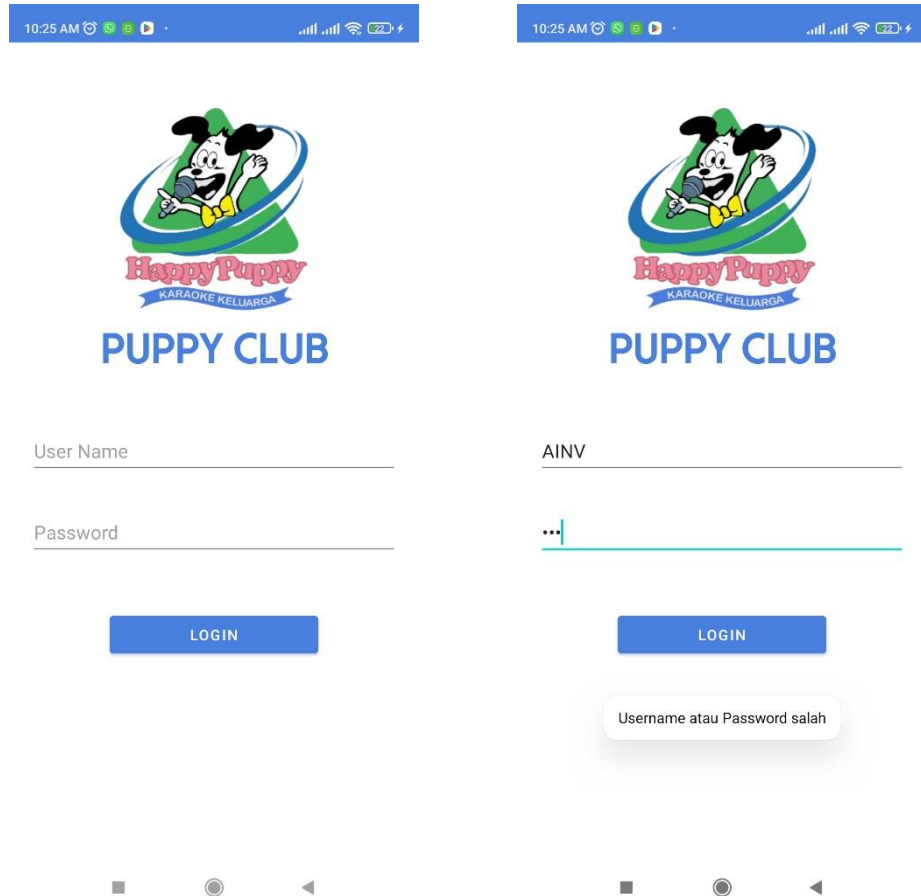 10:25 AM
22
HappyPuppy
KARAOKE KELUARGA
PUPPY CLUB
User Name
Password
LOGIN
10:25 AM
22
HappyPuppy
KARAOKE KELUARGA
PUPPY CLUB
AINV
•••
LOGIN
Username atau Password salah